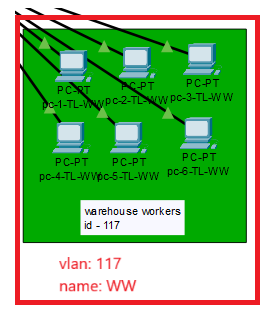 PC-PT
pc-1-TL-WW
PC-PT
pc-2-TL-WW
PC-PT
pc-3-TL-WW
PC-PT
pc-4-TL-WW
PC-PT
pc-5-TL-WW
PC-PT
pc-6-TL-WW
warehouse workers
id - 117
vlan: 117
name: WW